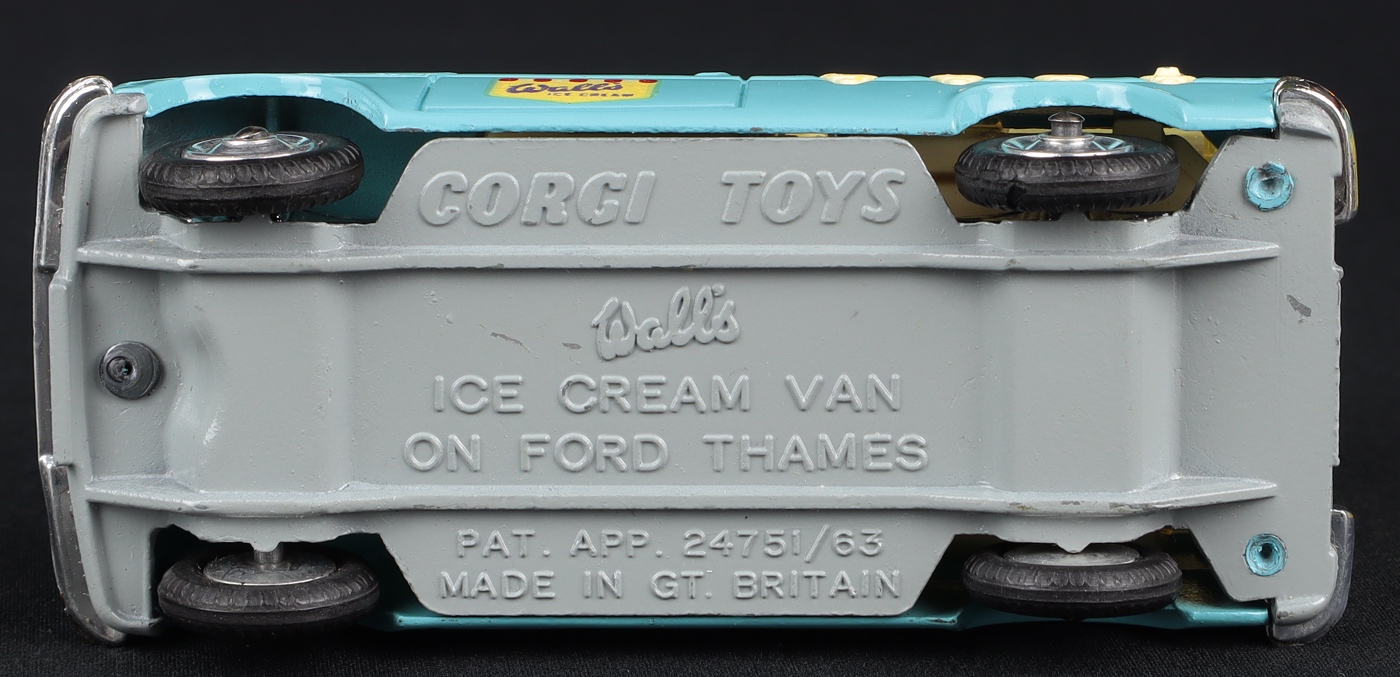 Wall's
ICE CREAM
CORGI TOYS
Wall's
ICE CREAM VAN
ON FORD THAMES
PAT. APP. 24751/63
MADE IN GT. BRITAIN